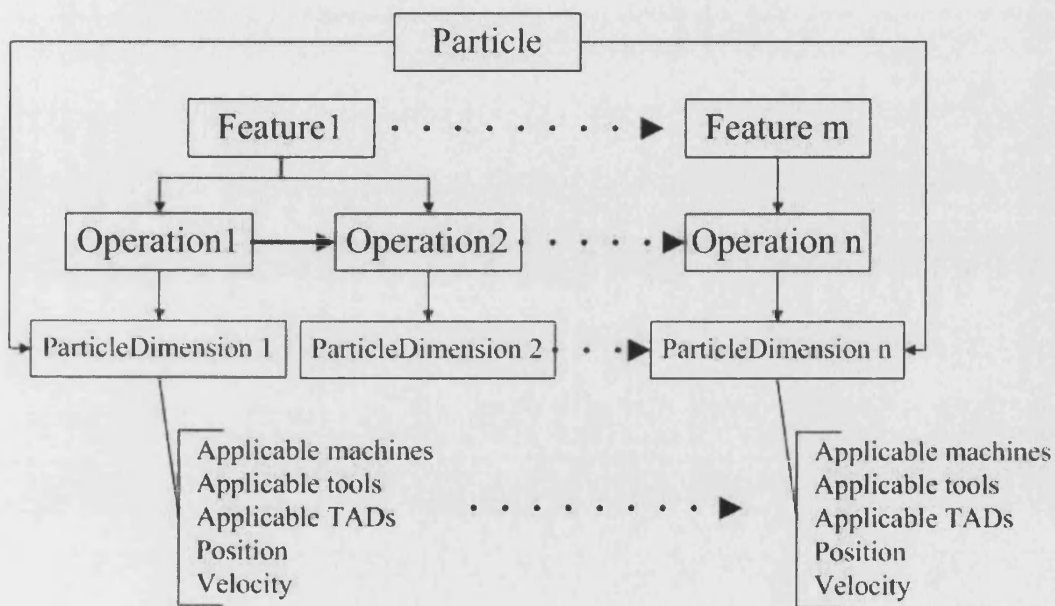 Particle
Feature1
Feature m
Operation1
Operation2
Operation n
ParticleDimension 1
ParticleDimension 2
ParticleDimension n
Applicable machines
Applicable tools
Applicable TADs
Position
Velocity
Applicable machines
Applicable tools
Applicable TADs
Position
Velocity